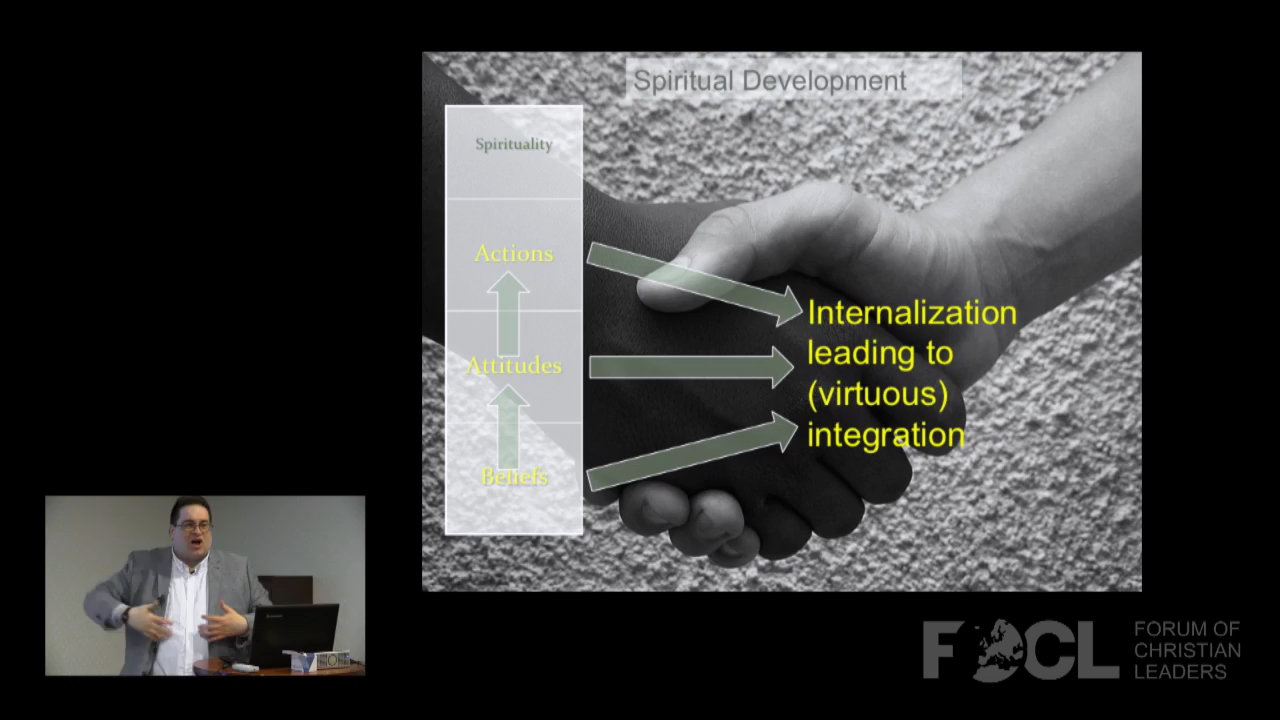 Spiritual Development
Spirituality
Actions
Attitudes
Beliefs
Internalization
leading to
(virtuous)
integration
FOCL
FORUM OF
CHRISTIAN
LEADERS